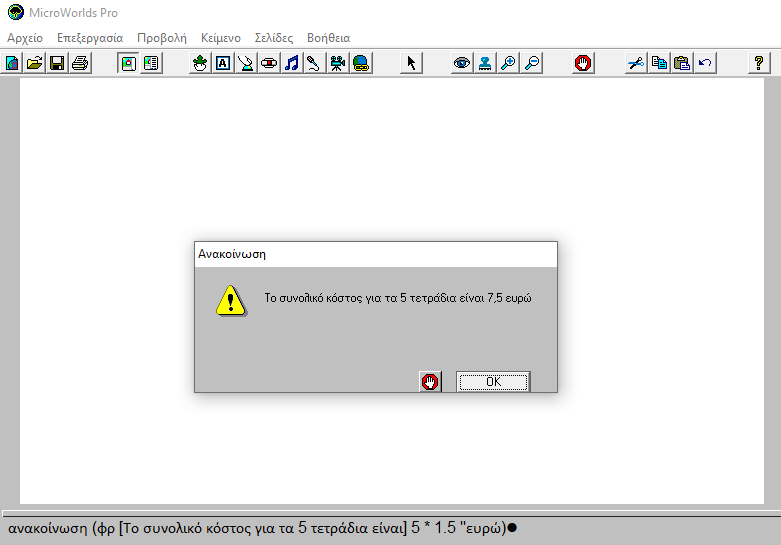 MicroWorlds Pro
Αρχείο Επεξεργασία Προβολή Κείμενο Σελίδες Βοήθεια
A ?
Ανακοίνωση
Το συνολικό κόστος για τα 5 τετράδια είναι 7,5 ευρώ
OK
ανακοίνωση (φρ [Το συνολικό κόστος για τα 5 τετράδια είναι] 5 * 1.5 "ευρώ)●